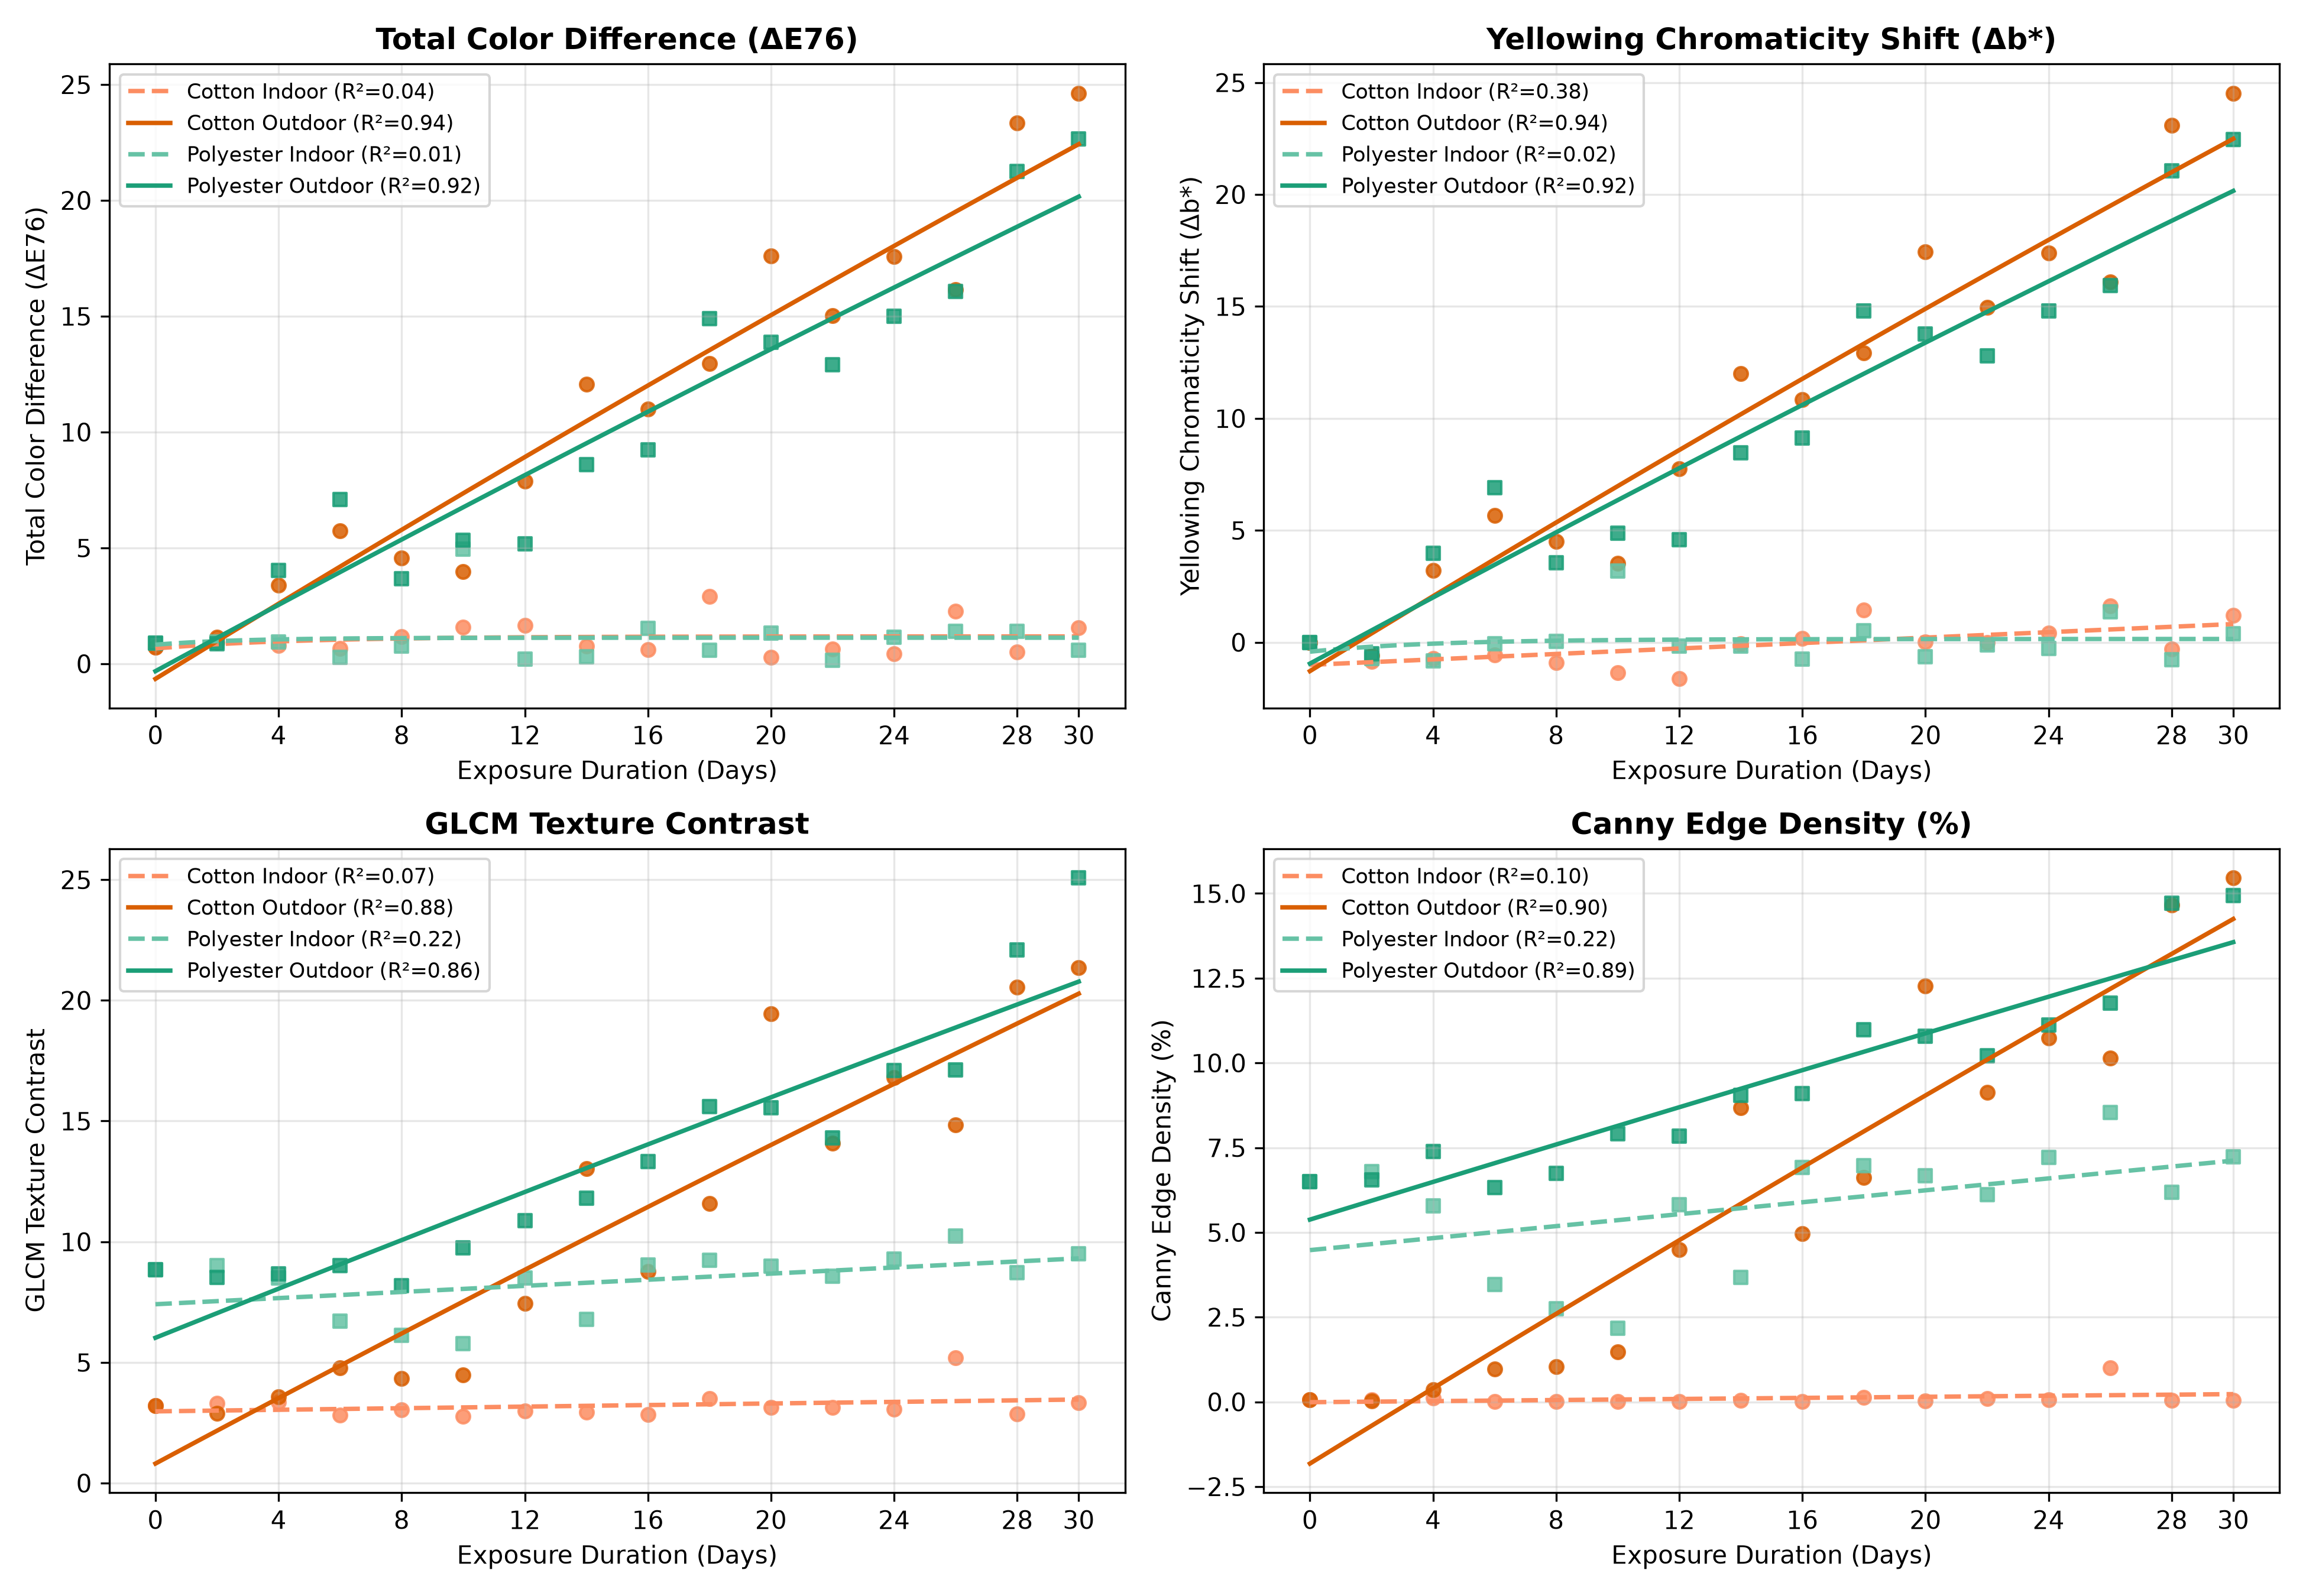 Total Color Difference (ΔE76)
Total Color Difference (ΔE76)
25
20
15
10
5
0
Cotton Indoor (R²=0.04)
Cotton Outdoor (R²=0.94)
Polyester Indoor (R²=0.01)
Polyester Outdoor (R²=0.92)
0 4 8 12 16 20 24 28 30
Exposure Duration (Days)
Yellowing Chromaticity Shift (Δb*)
Yellowing Chromaticity Shift (Δb*)
25
20
15
10
5
0
Cotton Indoor (R²=0.38)
Cotton Outdoor (R²=0.94)
Polyester Indoor (R²=0.02)
Polyester Outdoor (R²=0.92)
0 4 8 12 16 20 24 28 30
Exposure Duration (Days)
GLCM Texture Contrast
GLCM Texture Contrast
25
20
15
10
5
0
Cotton Indoor (R²=0.07)
Cotton Outdoor (R²=0.88)
Polyester Indoor (R²=0.22)
Polyester Outdoor (R²=0.86)
0 4 8 12 16 20 24 28 30
Exposure Duration (Days)
Canny Edge Density (%)
Canny Edge Density (%)
15.0
12.5
10.0
7.5
5.0
2.5
0.0
−2.5
Cotton Indoor (R²=0.10)
Cotton Outdoor (R²=0.90)
Polyester Indoor (R²=0.22)
Polyester Outdoor (R²=0.89)
0 4 8 12 16 20 24 28 30
Exposure Duration (Days)